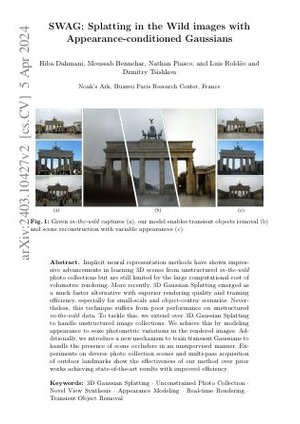 SWAG: Splatting in the Wild images with
Appearance-conditioned Gaussians
Hiba Dahmani, Moussab Bennehar, Nathan Piasco, and Luis Roldão and
Dzmitry Tsishkou
Noah's Ark, Huawei Paris Research Center, France
arXiv:2403.10427v2 [cs.CV] 5 Apr 2024
(a) (b) (c)
Fig. 1: Given in-the-wild captures (a), our model enables transient objects removal (b)
and scene reconstruction with variable appearances (c).
Abstract. Implicit neural representation methods have shown impres-
sive advancements in learning 3D scenes from unstructured in-the-wild
photo collections but are still limited by the large computational cost of
volumetric rendering. More recently, 3D Gaussian Splatting emerged as
a much faster alternative with superior rendering quality and training
efficiency, especially for small-scale and object-centric scenarios. Never-
theless, this technique suffers from poor performance on unstructured
in-the-wild data. To tackle this, we extend over 3D Gaussian Splatting
to handle unstructured image collections. We achieve this by modeling
appearance to seize photometric variations in the rendered images. Ad-
ditionally, we introduce a new mechanism to train transient Gaussians to
handle the presence of scene occluders in an unsupervised manner. Ex-
periments on diverse photo collection scenes and multi-pass acquisition
of outdoor landmarks show the effectiveness of our method over prior
works achieving state-of-the-art results with improved efficiency.
Keywords: 3D Gaussian Splatting · Unconstrained Photo Collection ·
Novel View Synthesis · Appearance Modeling · Real-time Rendering ·
Transient Object Removal